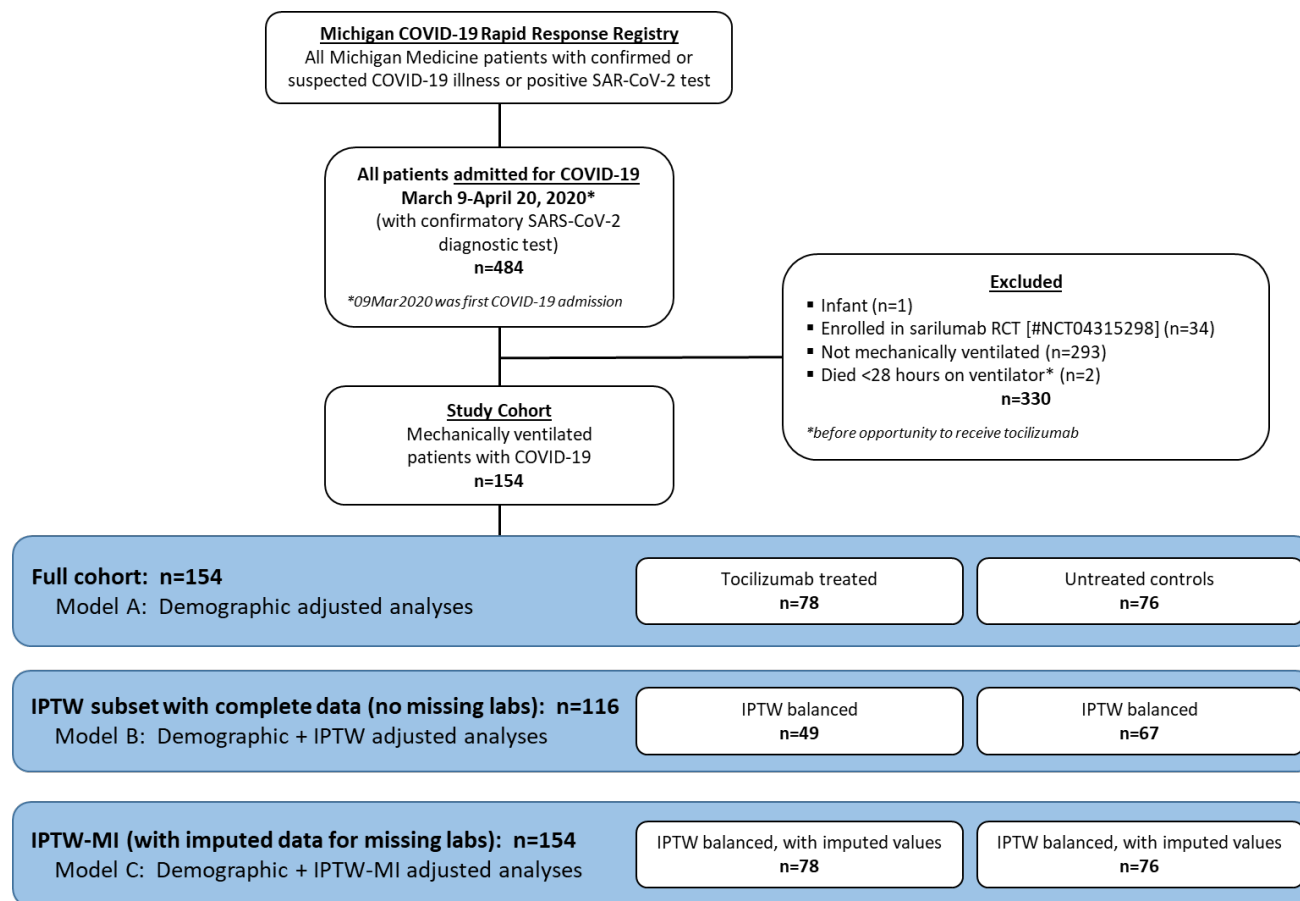 Michigan COVID-19 Rapid Response Registry
All Michigan Medicine patients with confirmed or
suspected COVID-19 illness or positive SAR-CoV-2 test
All patients admitted for COVID-19
March 9-April 20, 2020*
(with confirmatory SARS-CoV-2
diagnostic test)
n=484
*09Mar2020 was first COVID-19 admission
Excluded
▪ Infant (n=1)
▪ Enrolled in sarilumab RCT [#NCT04315298] (n=34)
▪ Not mechanically ventilated (n=293)
▪ Died <28 hours on ventilator* (n=2)
n=330
*before opportunity to receive tocilizumab
Study Cohort
Mechanically ventilated
patients with COVID-19
n=154
Full cohort: n=154
Model A: Demographic adjusted analyses
Tocilizumab treated
n=78
Untreated controls
n=76
IPTW subset with complete data (no missing labs): n=116
Model B: Demographic + IPTW adjusted analyses
IPTW balanced
n=49
IPTW balanced
n=67
IPTW-MI (with imputed data for missing labs): n=154
Model C: Demographic + IPTW-MI adjusted analyses
IPTW balanced, with imputed values
n=78
IPTW balanced, with imputed values
n=76